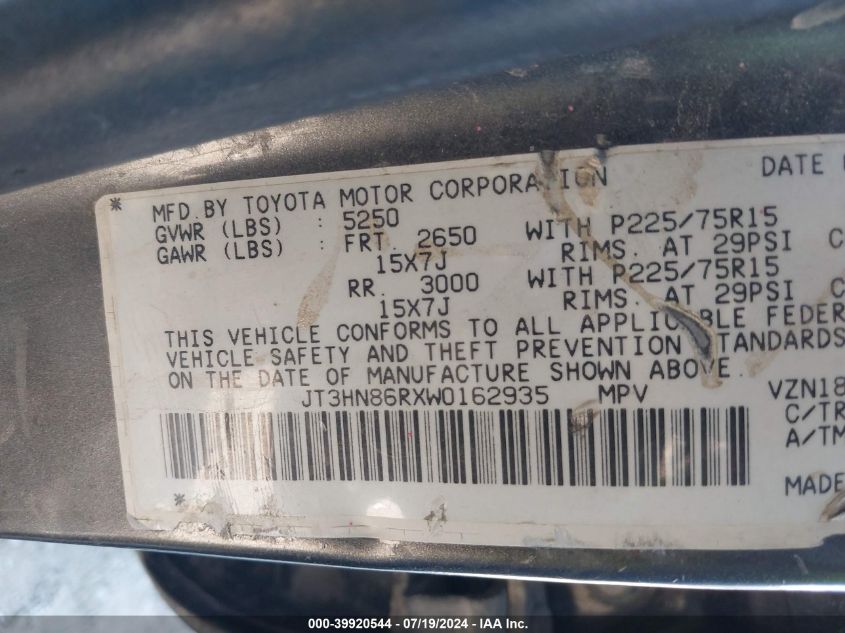 * MFD. BY TOYOTA MOTOR CORPORATION DATE
GVWR (LBS) : 5250
GAWR (LBS) : FRT. 2650 WITH P225/75R15
15X7J RIMS. AT 29PSI C
RR. 3000 WITH P225/75R15
15X7J RIMS. AT 29PSI C
THIS VEHICLE CONFORMS TO ALL APPLICABLE FEDER
VEHICLE SAFETY AND THEFT PREVENTION STANDARDS
ON THE DATE OF MANUFACTURE SHOWN ABOVE.
JT3HN86RXW0162935 MPV VZN18
C/TR
A/TM
MADE
*
000-39920544 - 07/19/2024 - IAA Inc.